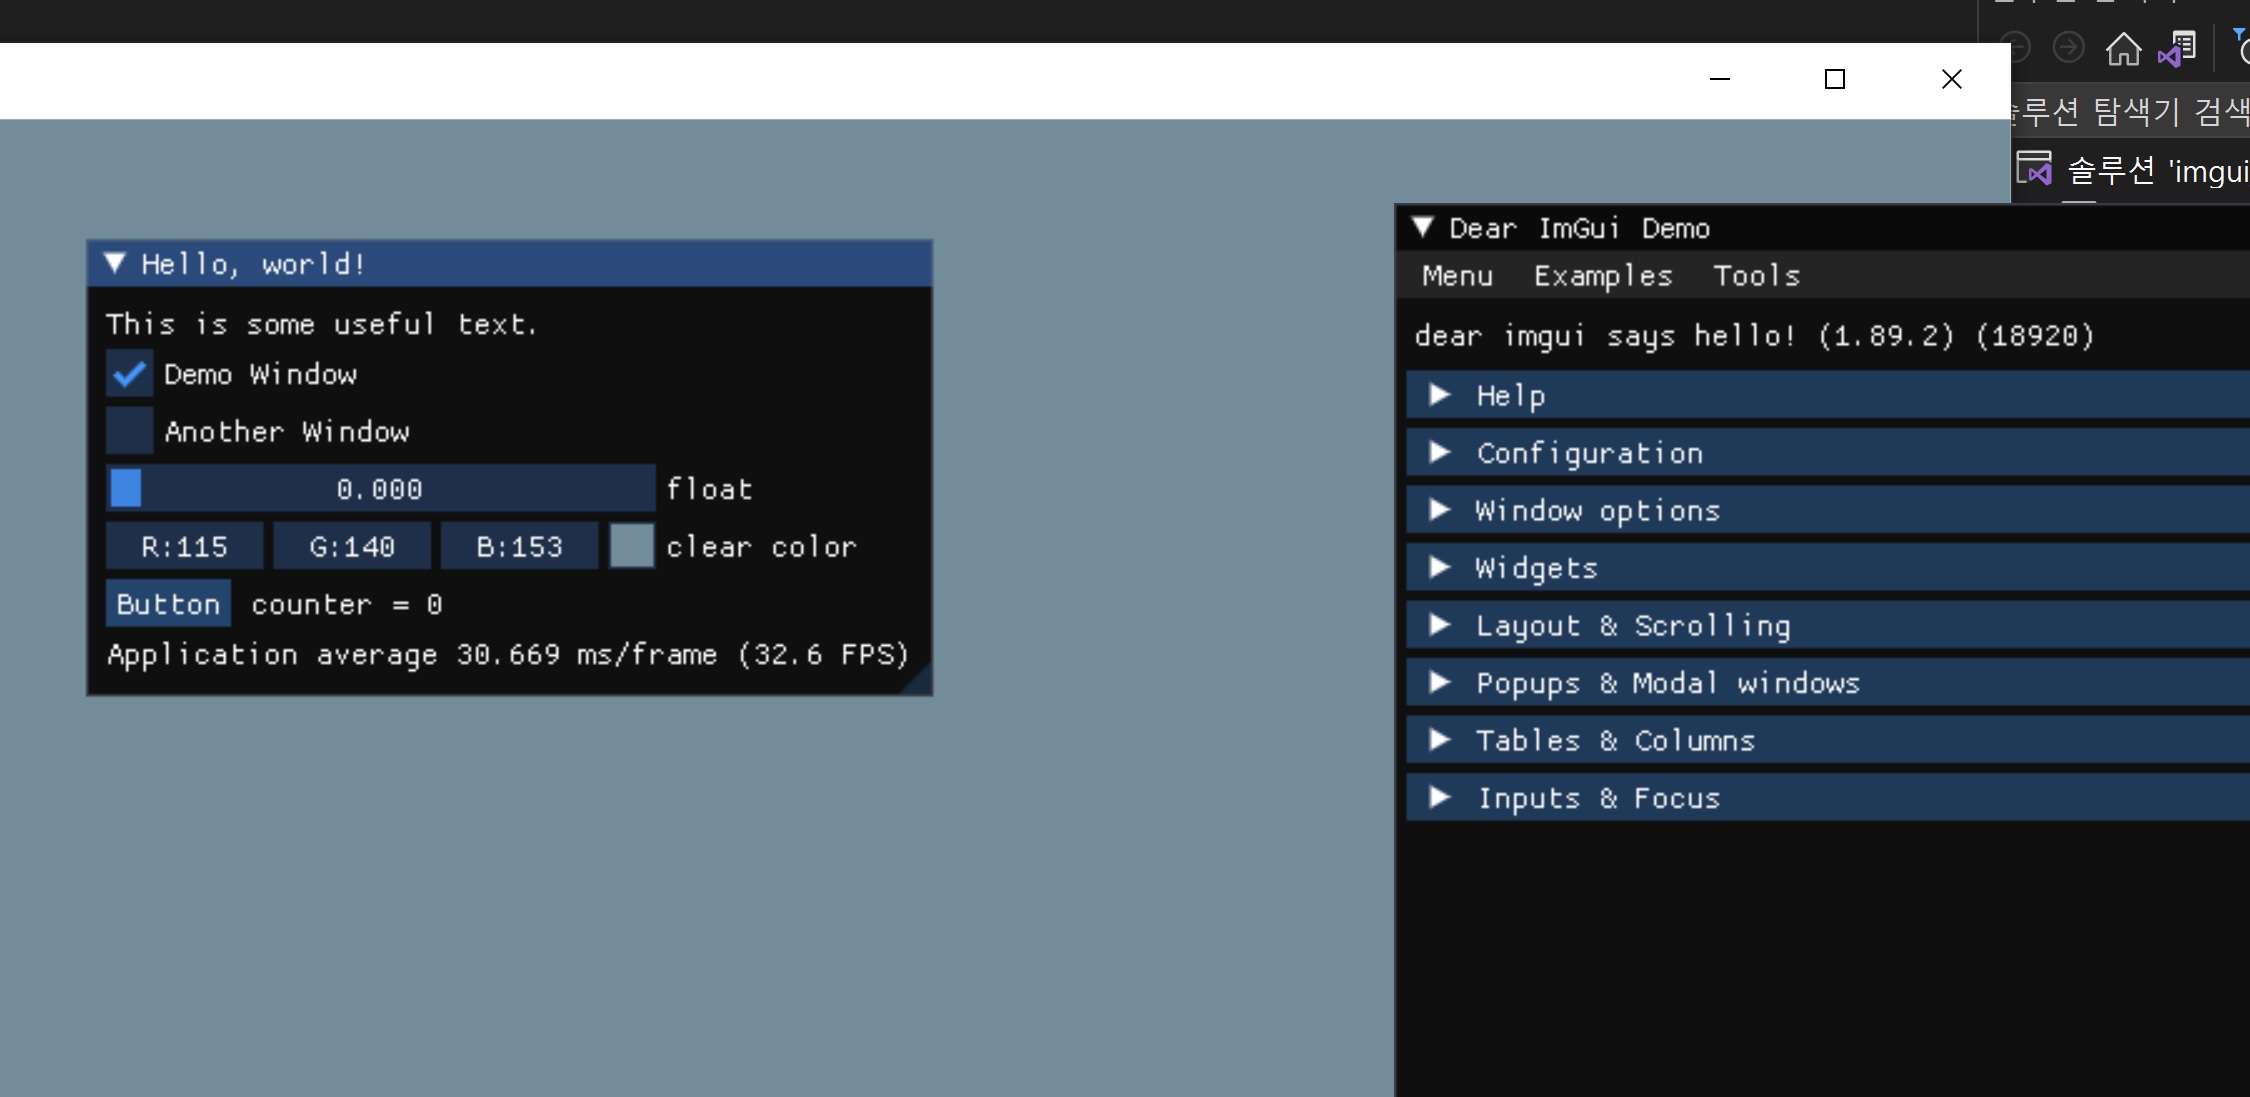 루션 탐색기 검색
솔루션 'imgui
Hello, world!
This is some useful text.
Demo Window
Another Window
0.000 float
R:115 G:140 B:153 clear color
Button counter = 0
Application average 30.669 ms/frame (32.6 FPS)
Dear ImGui Demo
Menu Examples Tools
dear imgui says hello! (1.89.2) (18920)
Help
Configuration
Window options
Widgets
Layout & Scrolling
Popups & Modal windows
Tables & Columns
Inputs & Focus